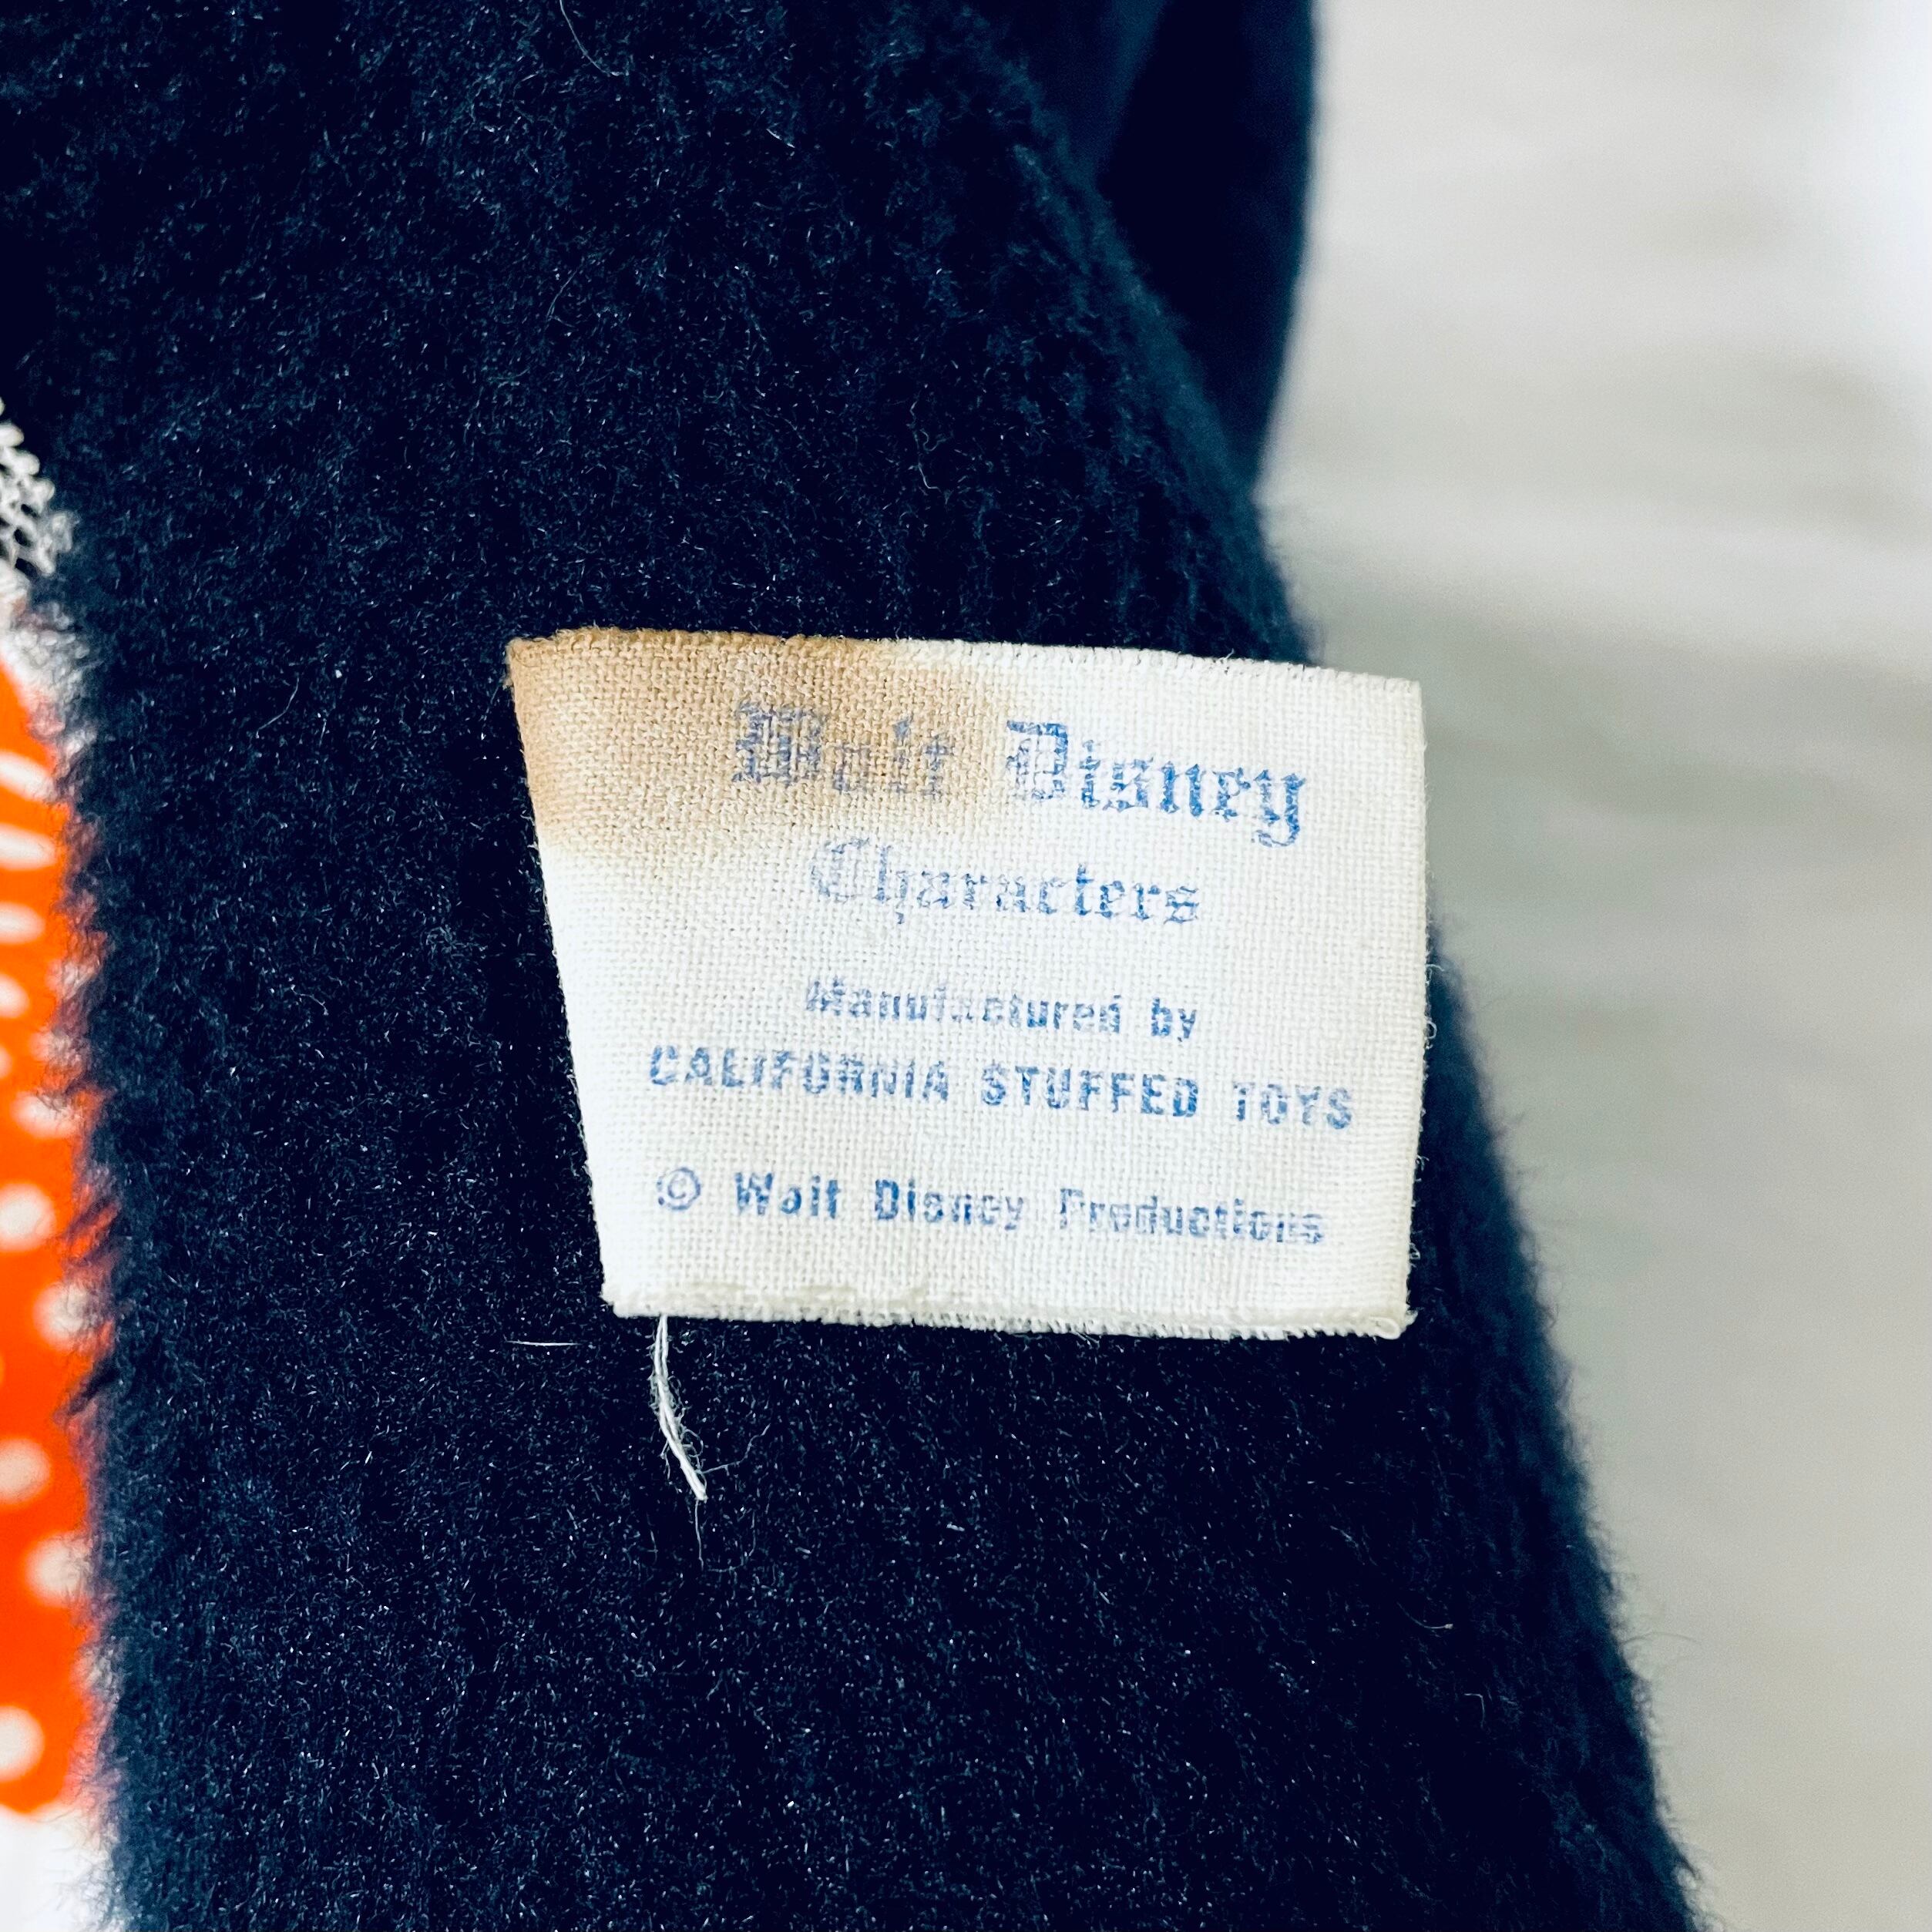 Walt Disney
Characters
Manufactured by
CALIFORNIA STUFFED TOYS
© Walt Disney Productions